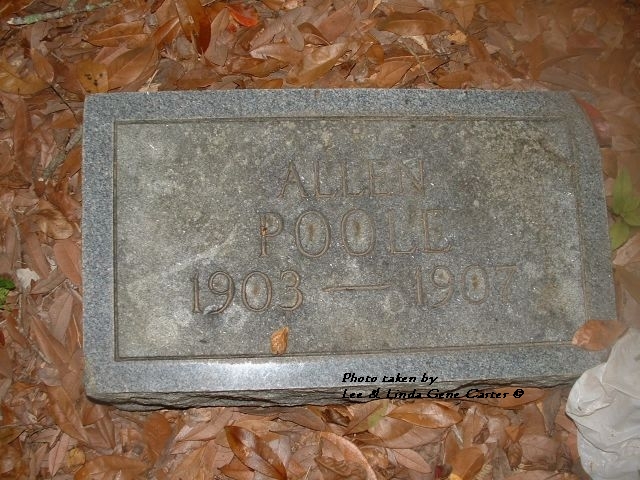 ALLEN
POOLE
1903 — 1907
Photo taken by
Lee & Linda Gene Carter ©